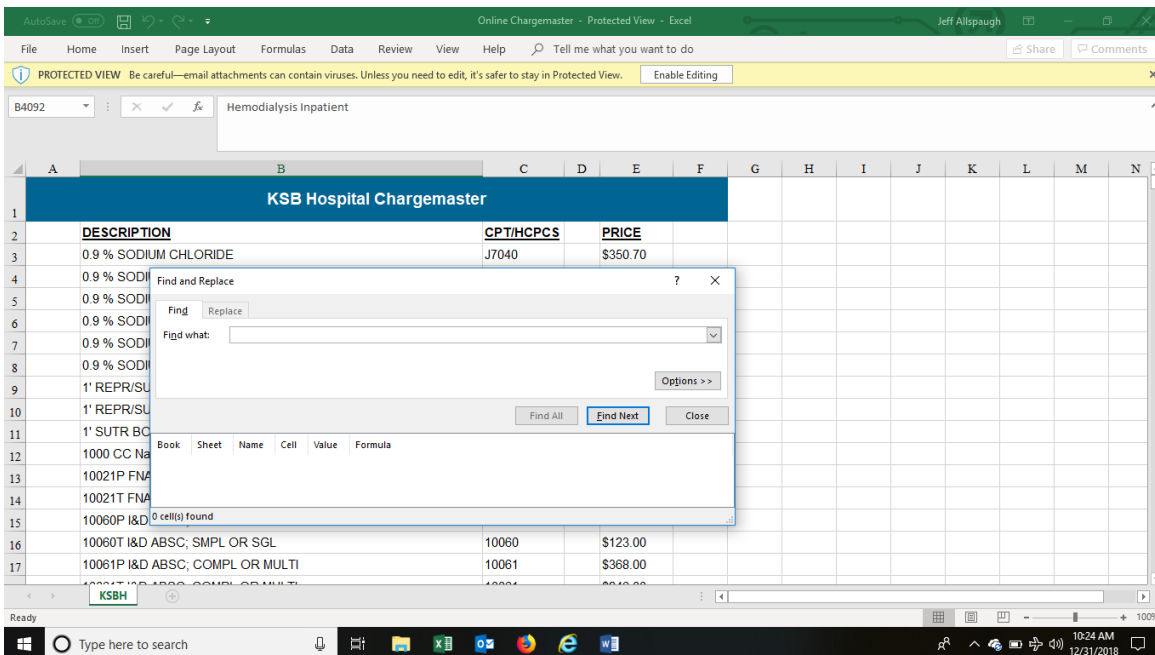 AutoSave Off Online Chargemaster - Protected View - Excel Jeff Allspaugh
File Home Insert Page Layout Formulas Data Review View Help Tell me what you want to do Share Comments
PROTECTED VIEW Be careful—email attachments can contain viruses. Unless you need to edit, it's safer to stay in Protected View. Enable Editing
B4092 fx Hemodialysis Inpatient
A B C D E F G H I J K L M N
1 KSB Hospital Chargemaster
2 DESCRIPTION CPT/HCPCS PRICE
3 0.9 % SODIUM CHLORIDE J7040 $350.70
4 0.9 % SODI
5 0.9 % SODI
6 0.9 % SODI
7 0.9 % SODI
8 0.9 % SODI
9 1' REPR/SU
10 1' REPR/SU
11 1' SUTR BO
12 1000 CC Na
13 10021P FNA
14 10021T FNA
15 10060P I&D
Find and Replace ? ×
Find Replace
Find what:
Options >>
Find All Find Next Close
Book Sheet Name Cell Value Formula
0 cell(s) found
16 10060T I&D ABSC; SMPL OR SGL 10060 $123.00
17 10061P I&D ABSC; COMPL OR MULTI 10061 $368.00
KSBH
Ready 100%
Type here to search 10:24 AM
12/31/2018